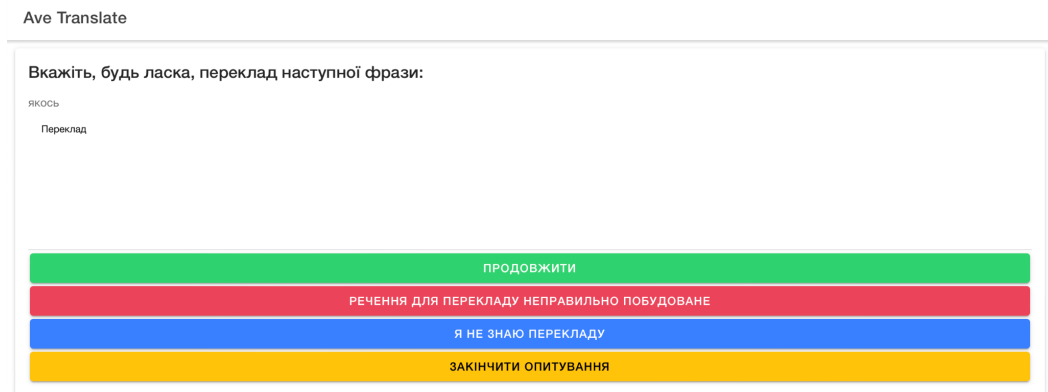 Ave Translate
Вкажіть, будь ласка, переклад наступної фрази:
якось
Переклад
ПРОДОВЖИТИ
РЕЧЕННЯ ДЛЯ ПЕРЕКЛАДУ НЕПРАВИЛЬНО ПОБУДОВАНЕ
Я НЕ ЗНАЮ ПЕРЕКЛАДУ
ЗАКІНЧИТИ ОПИТУВАННЯ